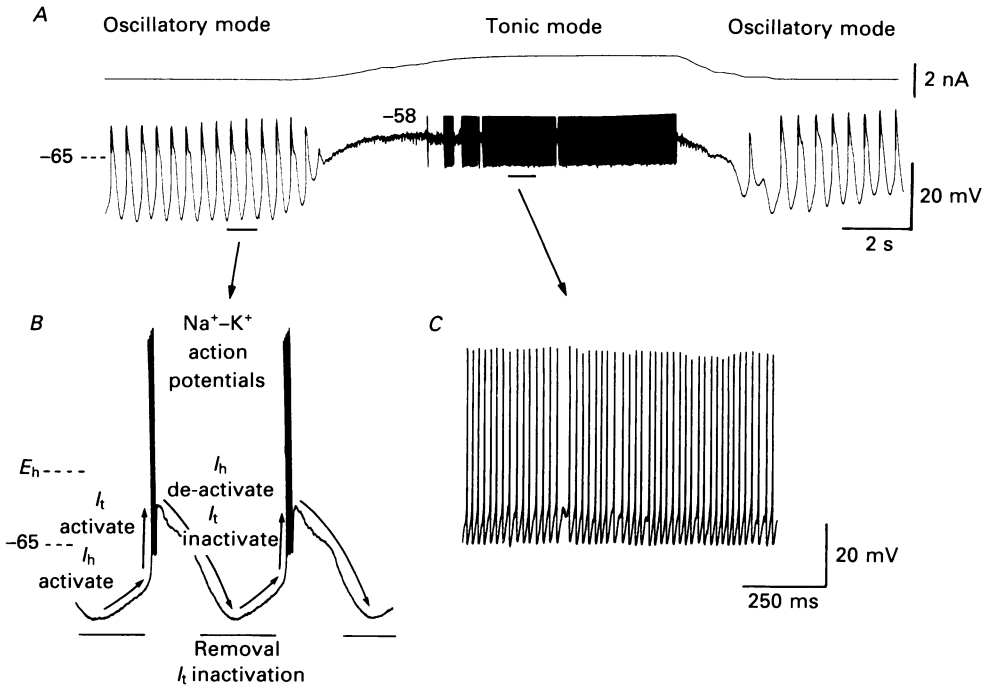 A
Oscillatory mode
Tonic mode
Oscillatory mode
2 nA
–58
–65
20 mV
2 s
B
Na⁺–K⁺
action
potentials
C
Eₕ
Iₕ
de-activate
Iₜ
inactivate
Iₜ
activate
–65
Iₕ
activate
20 mV
250 ms
Removal
Iₜ inactivation